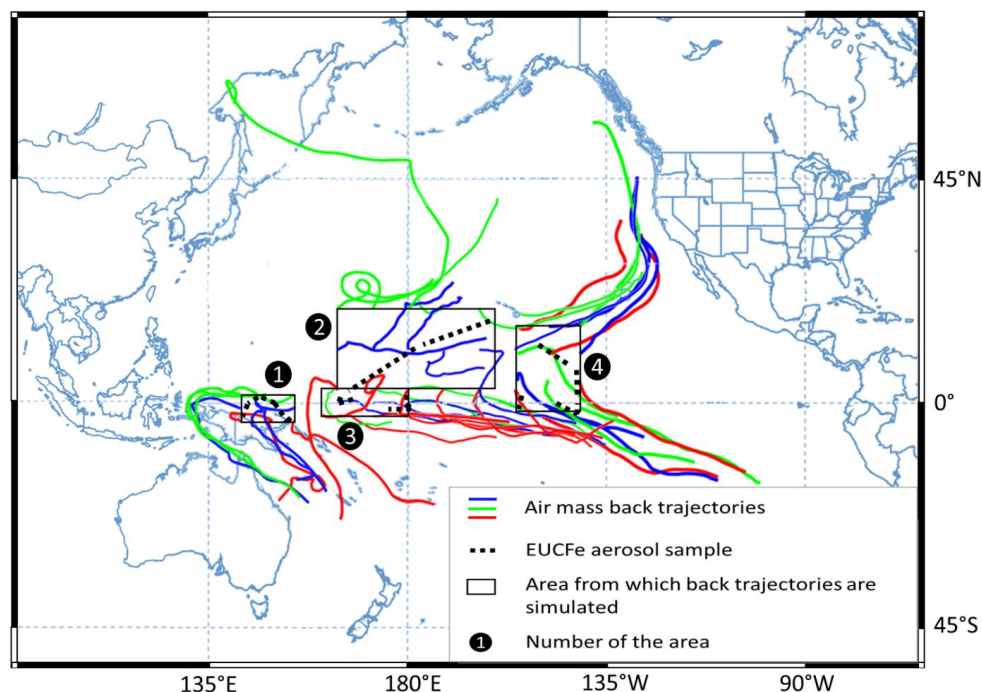 45°N
2
1
4
0°
3
Air mass back trajectories
EUCFe aerosol sample
Area from which back trajectories are
simulated
1 Number of the area
45°S
135°E 180°E 135°W 90°W